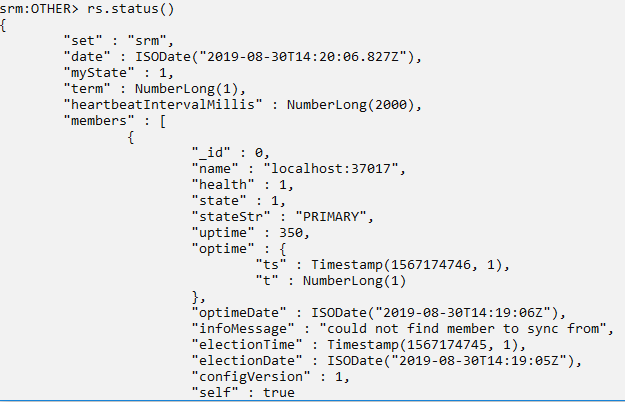 srm:OTHER> rs.status()
{
        "set" : "srm",
        "date" : ISODate("2019-08-30T14:20:06.827Z"),
        "myState" : 1,
        "term" : NumberLong(1),
        "heartbeatIntervalMillis" : NumberLong(2000),
        "members" : [
                {
                        "_id" : 0,
                        "name" : "localhost:37017",
                        "health" : 1,
                        "state" : 1,
                        "stateStr" : "PRIMARY",
                        "uptime" : 350,
                        "optime" : {
                                "ts" : Timestamp(1567174746, 1),
                                "t" : NumberLong(1)
                        },
                        "optimeDate" : ISODate("2019-08-30T14:19:06Z"),
                        "infoMessage" : "could not find member to sync from",
                        "electionTime" : Timestamp(1567174745, 1),
                        "electionDate" : ISODate("2019-08-30T14:19:05Z"),
                        "configVersion" : 1,
                        "self" : true